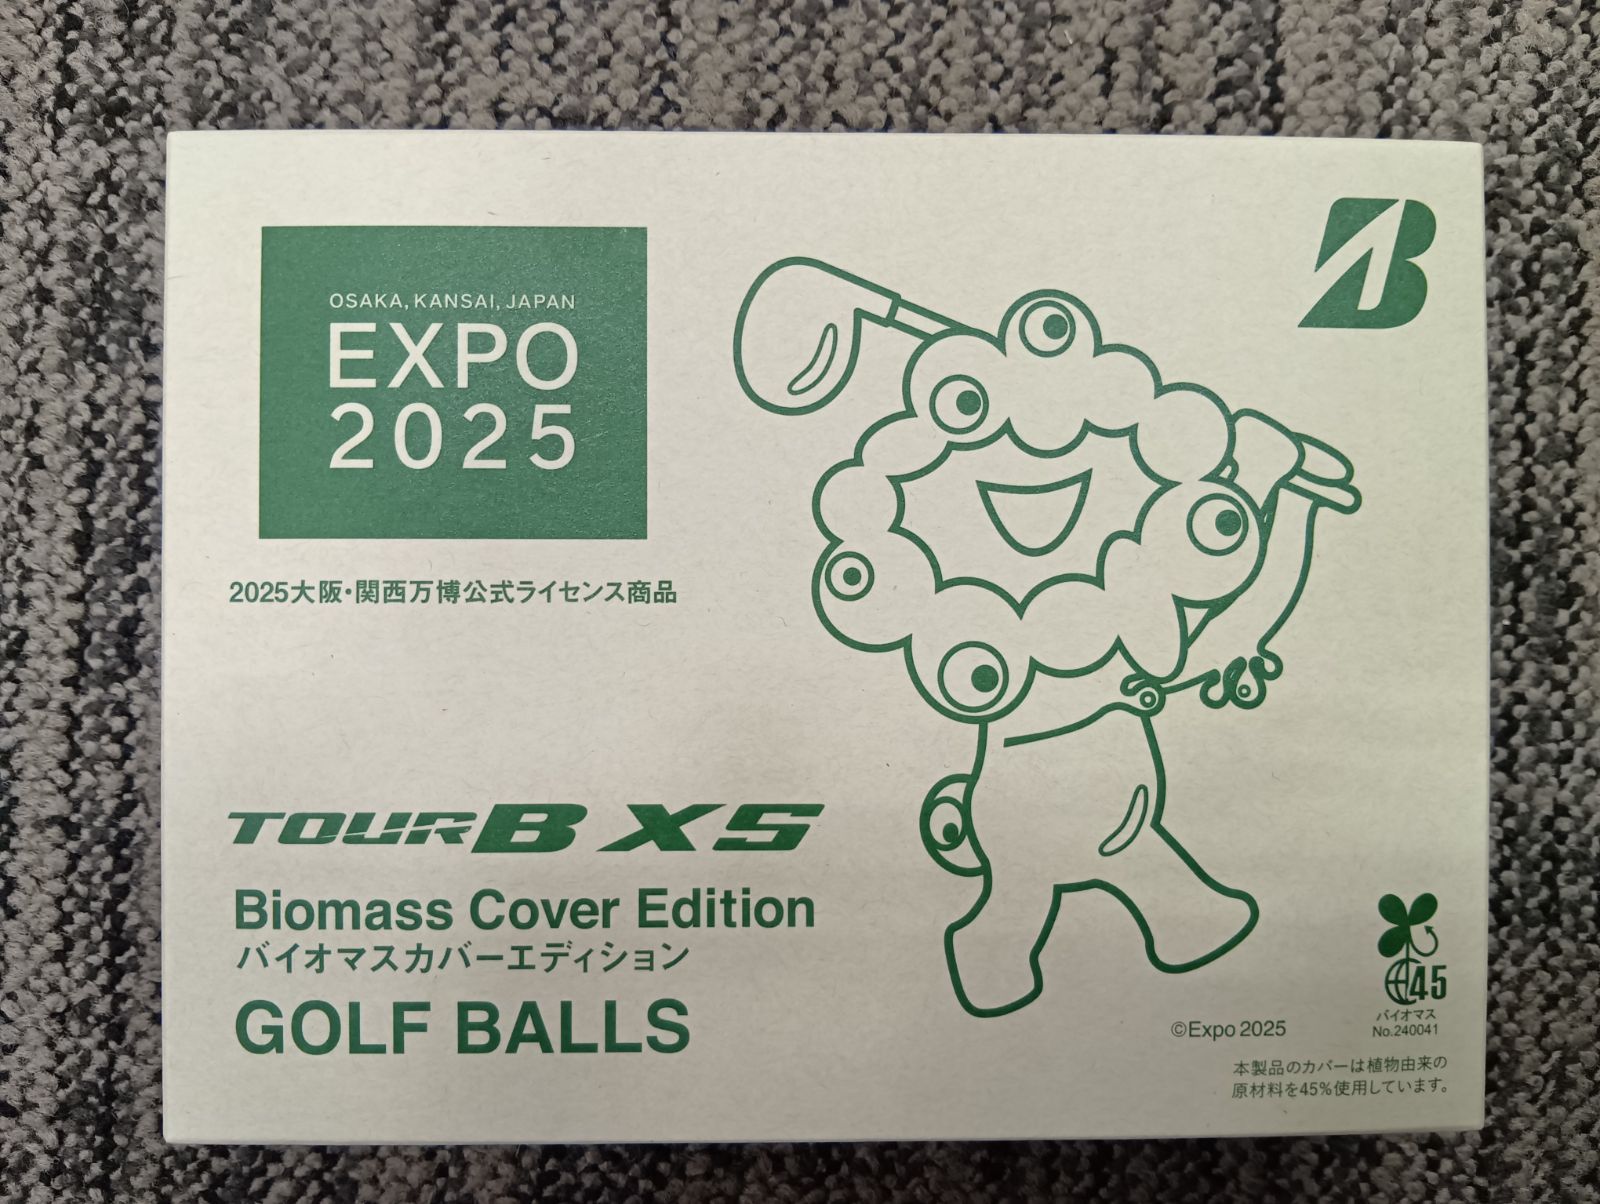 OSAKA, KANSAI, JAPAN
EXPO
2025
2025大阪・関西万博公式ライセンス商品
TOUR B XS
Biomass Cover Edition
バイオマスカバーエディション
GOLF BALLS
B
45
バイオマス
No.240041
©Expo 2025
本製品のカバーは植物由来の
原材料を45%使用しています。